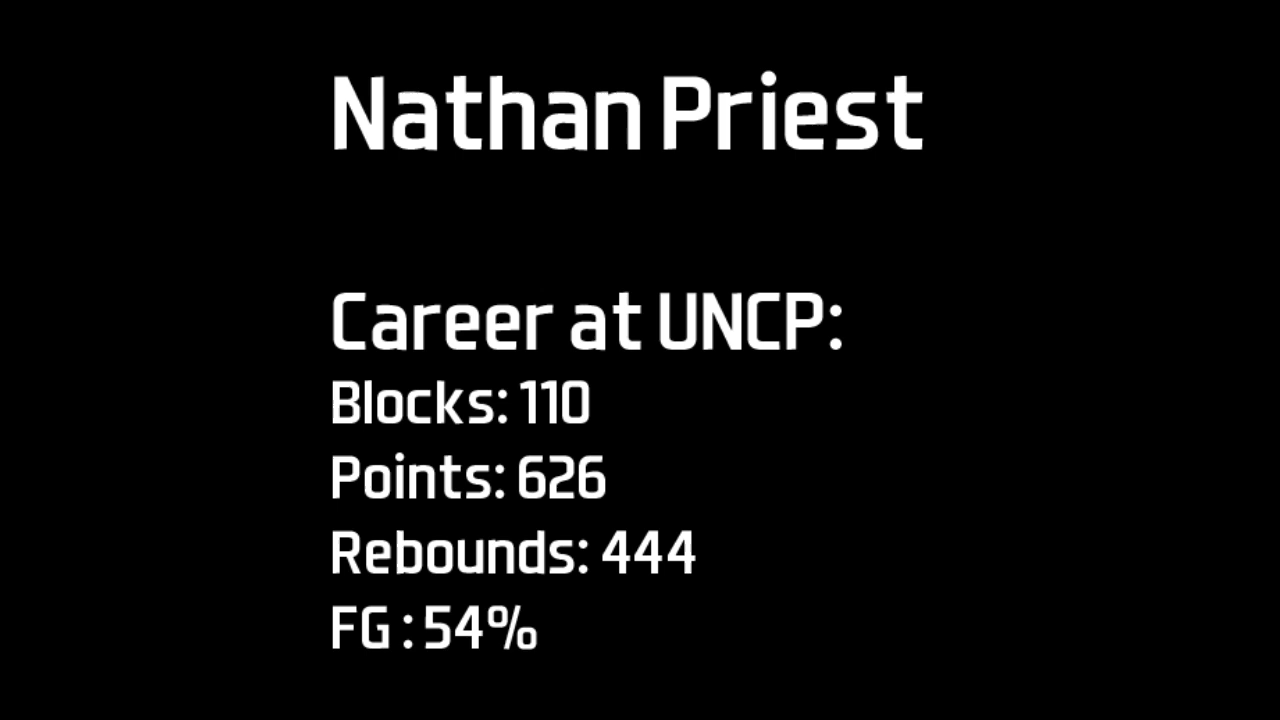 Nathan Priest
Career at UNCP:
Blocks: 110
Points: 626
Rebounds: 444
FG : 54%